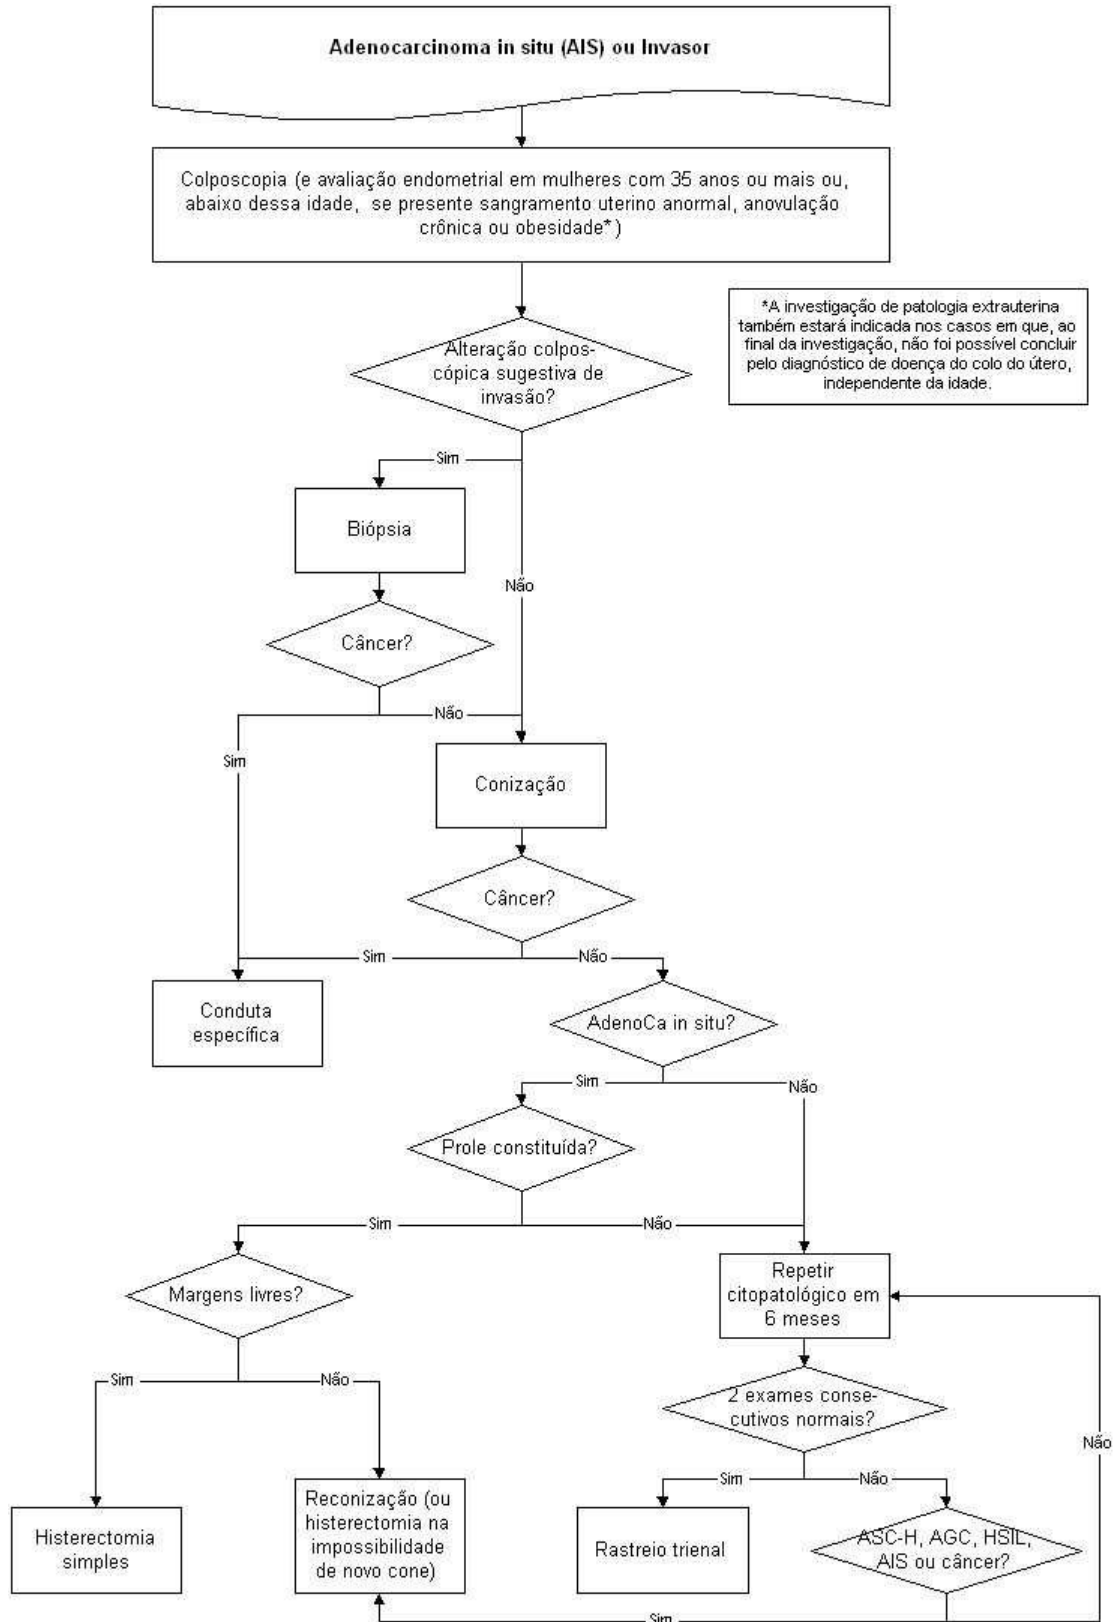 Adenocarcinoma in situ (AIS) ou Invasor
Colposcopia (e avaliação endometrial em mulheres com 35 anos ou mais ou,
abaixo dessa idade, se presente sangramento uterino anormal, anovulação
crônica ou obesidade*)
*A investigação de patologia extrauterina
também estará indicada nos casos em que, ao
final da investigação, não foi possível concluir
pelo diagnóstico de doença do colo do útero,
independente da idade.
Alteração colpos-
cópica sugestiva de
invasão?
Sim
Biópsia
Não
Câncer?
Não
Sim
Conização
Câncer?
Sim
Não
Conduta
específica
AdenoCa in situ?
Sim
Não
Prole constituída?
Sim
Não
Margens livres?
Repetir
citopatológico em
6 meses
Sim
Não
2 exames conse-
cutivos normais?
Não
Sim
Não
Histerectomia
simples
Reconização (ou
histerectomia na
impossibilidade
de novo cone)
Rastreio trienal
ASC-H, AGC, HSIL,
AIS ou câncer?
Sim